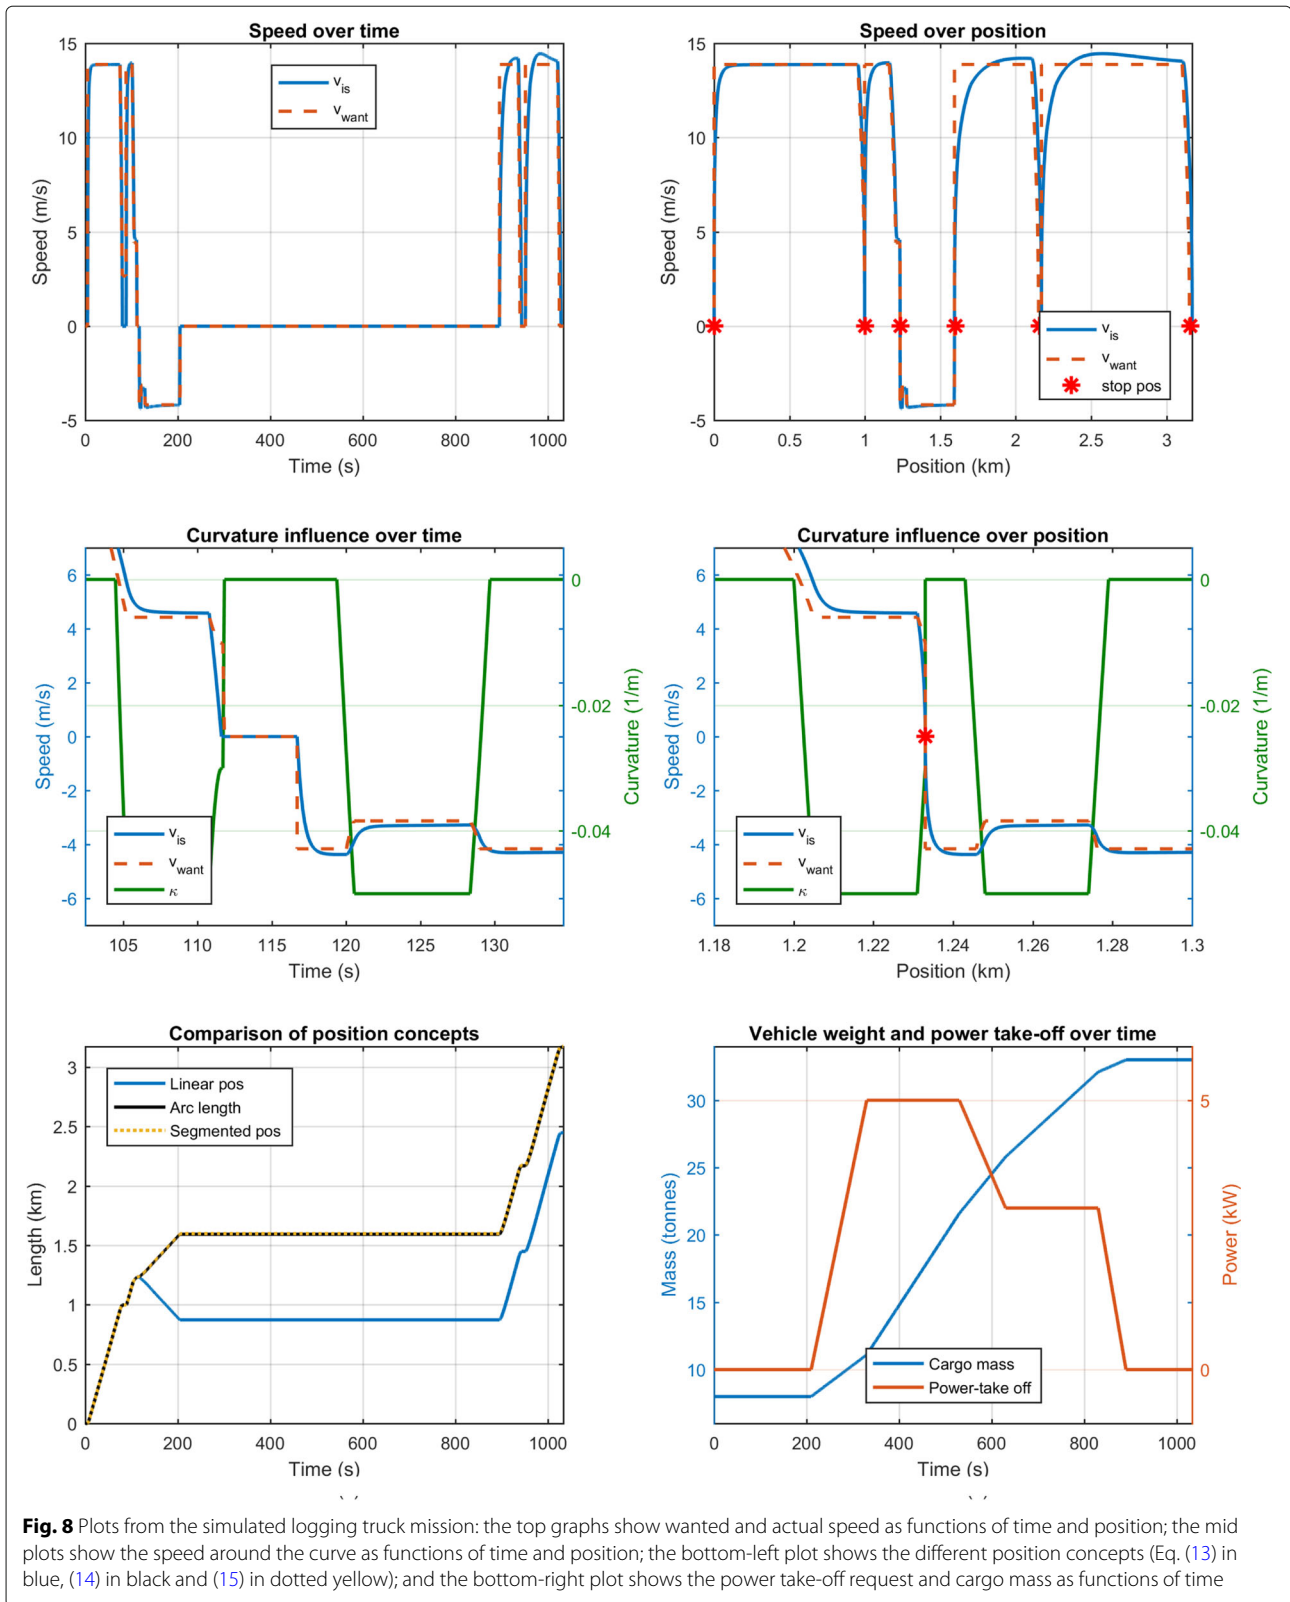 Speed over time
15
10
5
0
-5
Speed (m/s)
v_is
v_want
0 200 400 600 800 1000
Time (s)
Speed over position
15
10
5
0
-5
Speed (m/s)
v_is
v_want
stop pos
0 0.5 1 1.5 2 2.5 3
Position (km)
Curvature influence over time
6
4
2
0
-2
-4
-6
Speed (m/s)
0
-0.02
-0.04
Curvature (1/m)
v_is
v_want
κ
105 110 115 120 125 130
Time (s)
Curvature influence over position
6
4
2
0
-2
-4
-6
Speed (m/s)
0
-0.02
-0.04
Curvature (1/m)
v_is
v_want
κ
1.18 1.2 1.22 1.24 1.26 1.28 1.3
Position (km)
Comparison of position concepts
3
2.5
2
1.5
1
0.5
0
Length (km)
Linear pos
Arc length
Segmented pos
0 200 400 600 800 1000
Time (s)
Vehicle weight and power take-off over time
30
25
20
15
10
Mass (tonnes)
5
0
Power (kW)
Cargo mass
Power-take off
0 200 400 600 800 1000
Time (s)
Fig. 8 Plots from the simulated logging truck mission: the top graphs show wanted and actual speed as functions of time and position; the mid
plots show the speed around the curve as functions of time and position; the bottom-left plot shows the different position concepts (Eq. (13) in
blue, (14) in black and (15) in dotted yellow); and the bottom-right plot shows the power take-off request and cargo mass as functions of time